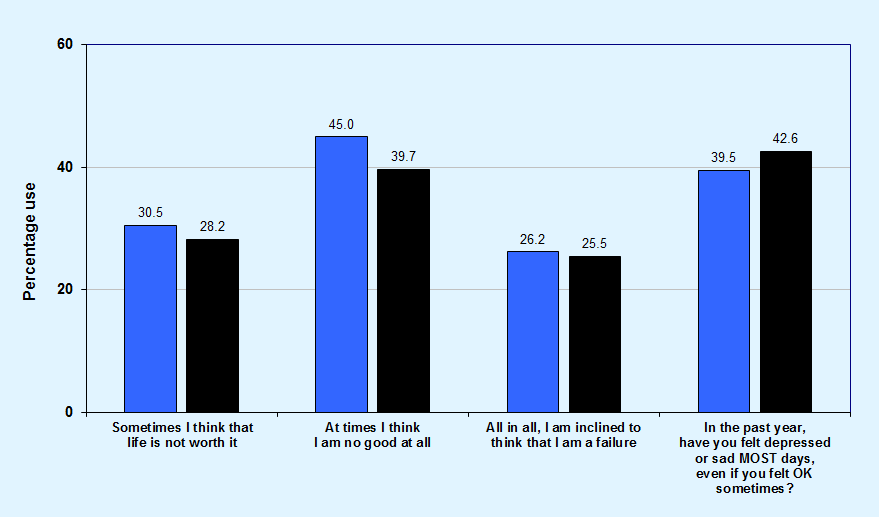 60
40
20
0
Percentage use
30.5
28.2
45.0
39.7
26.2
25.5
39.5
42.6
Sometimes I think that
life is not worth it
At times I think
I am no good at all
All in all, I am inclined to
think that I am a failure
In the past year,
have you felt depressed
or sad MOST days,
even if you felt OK
sometimes?